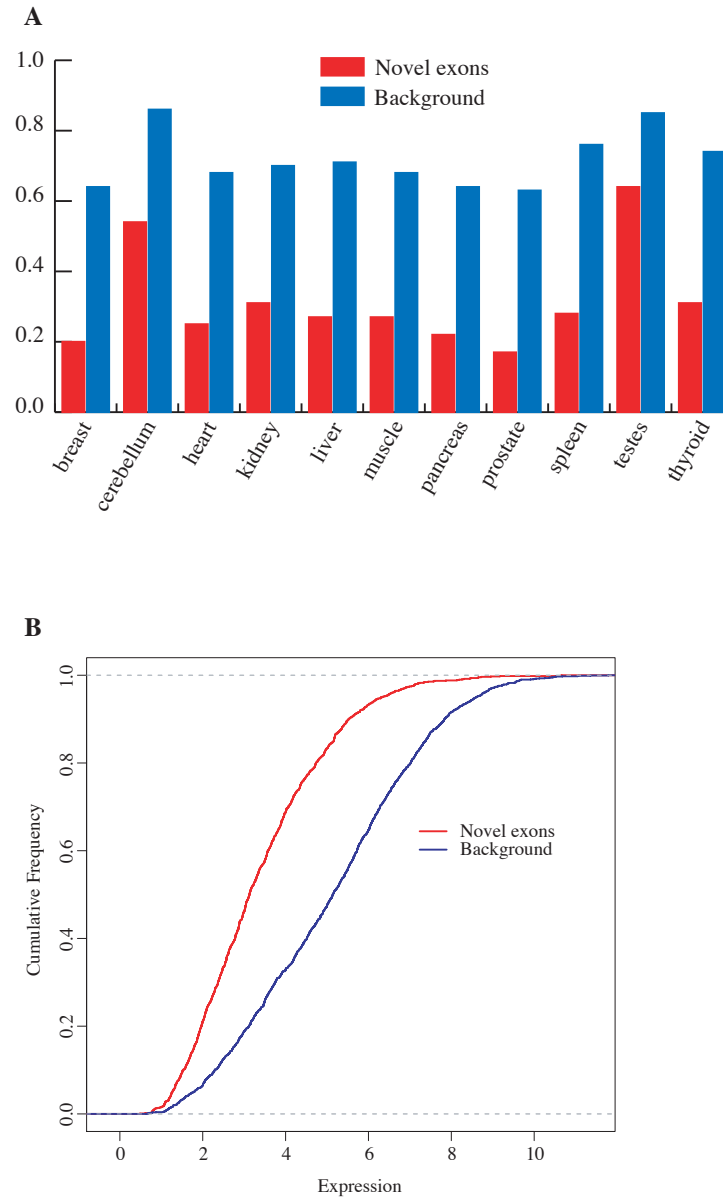 A
1.0
0.8
0.6
0.4
0.2
0.0
Novel exons
Background
breast
cerebellum
heart
kidney
liver
muscle
pancreas
prostate
spleen
testes
thyroid
B
Cumulative Frequency
1.0
0.8
0.6
0.4
0.2
0.0
Novel exons
Background
0 2 4 6 8 10
Expression